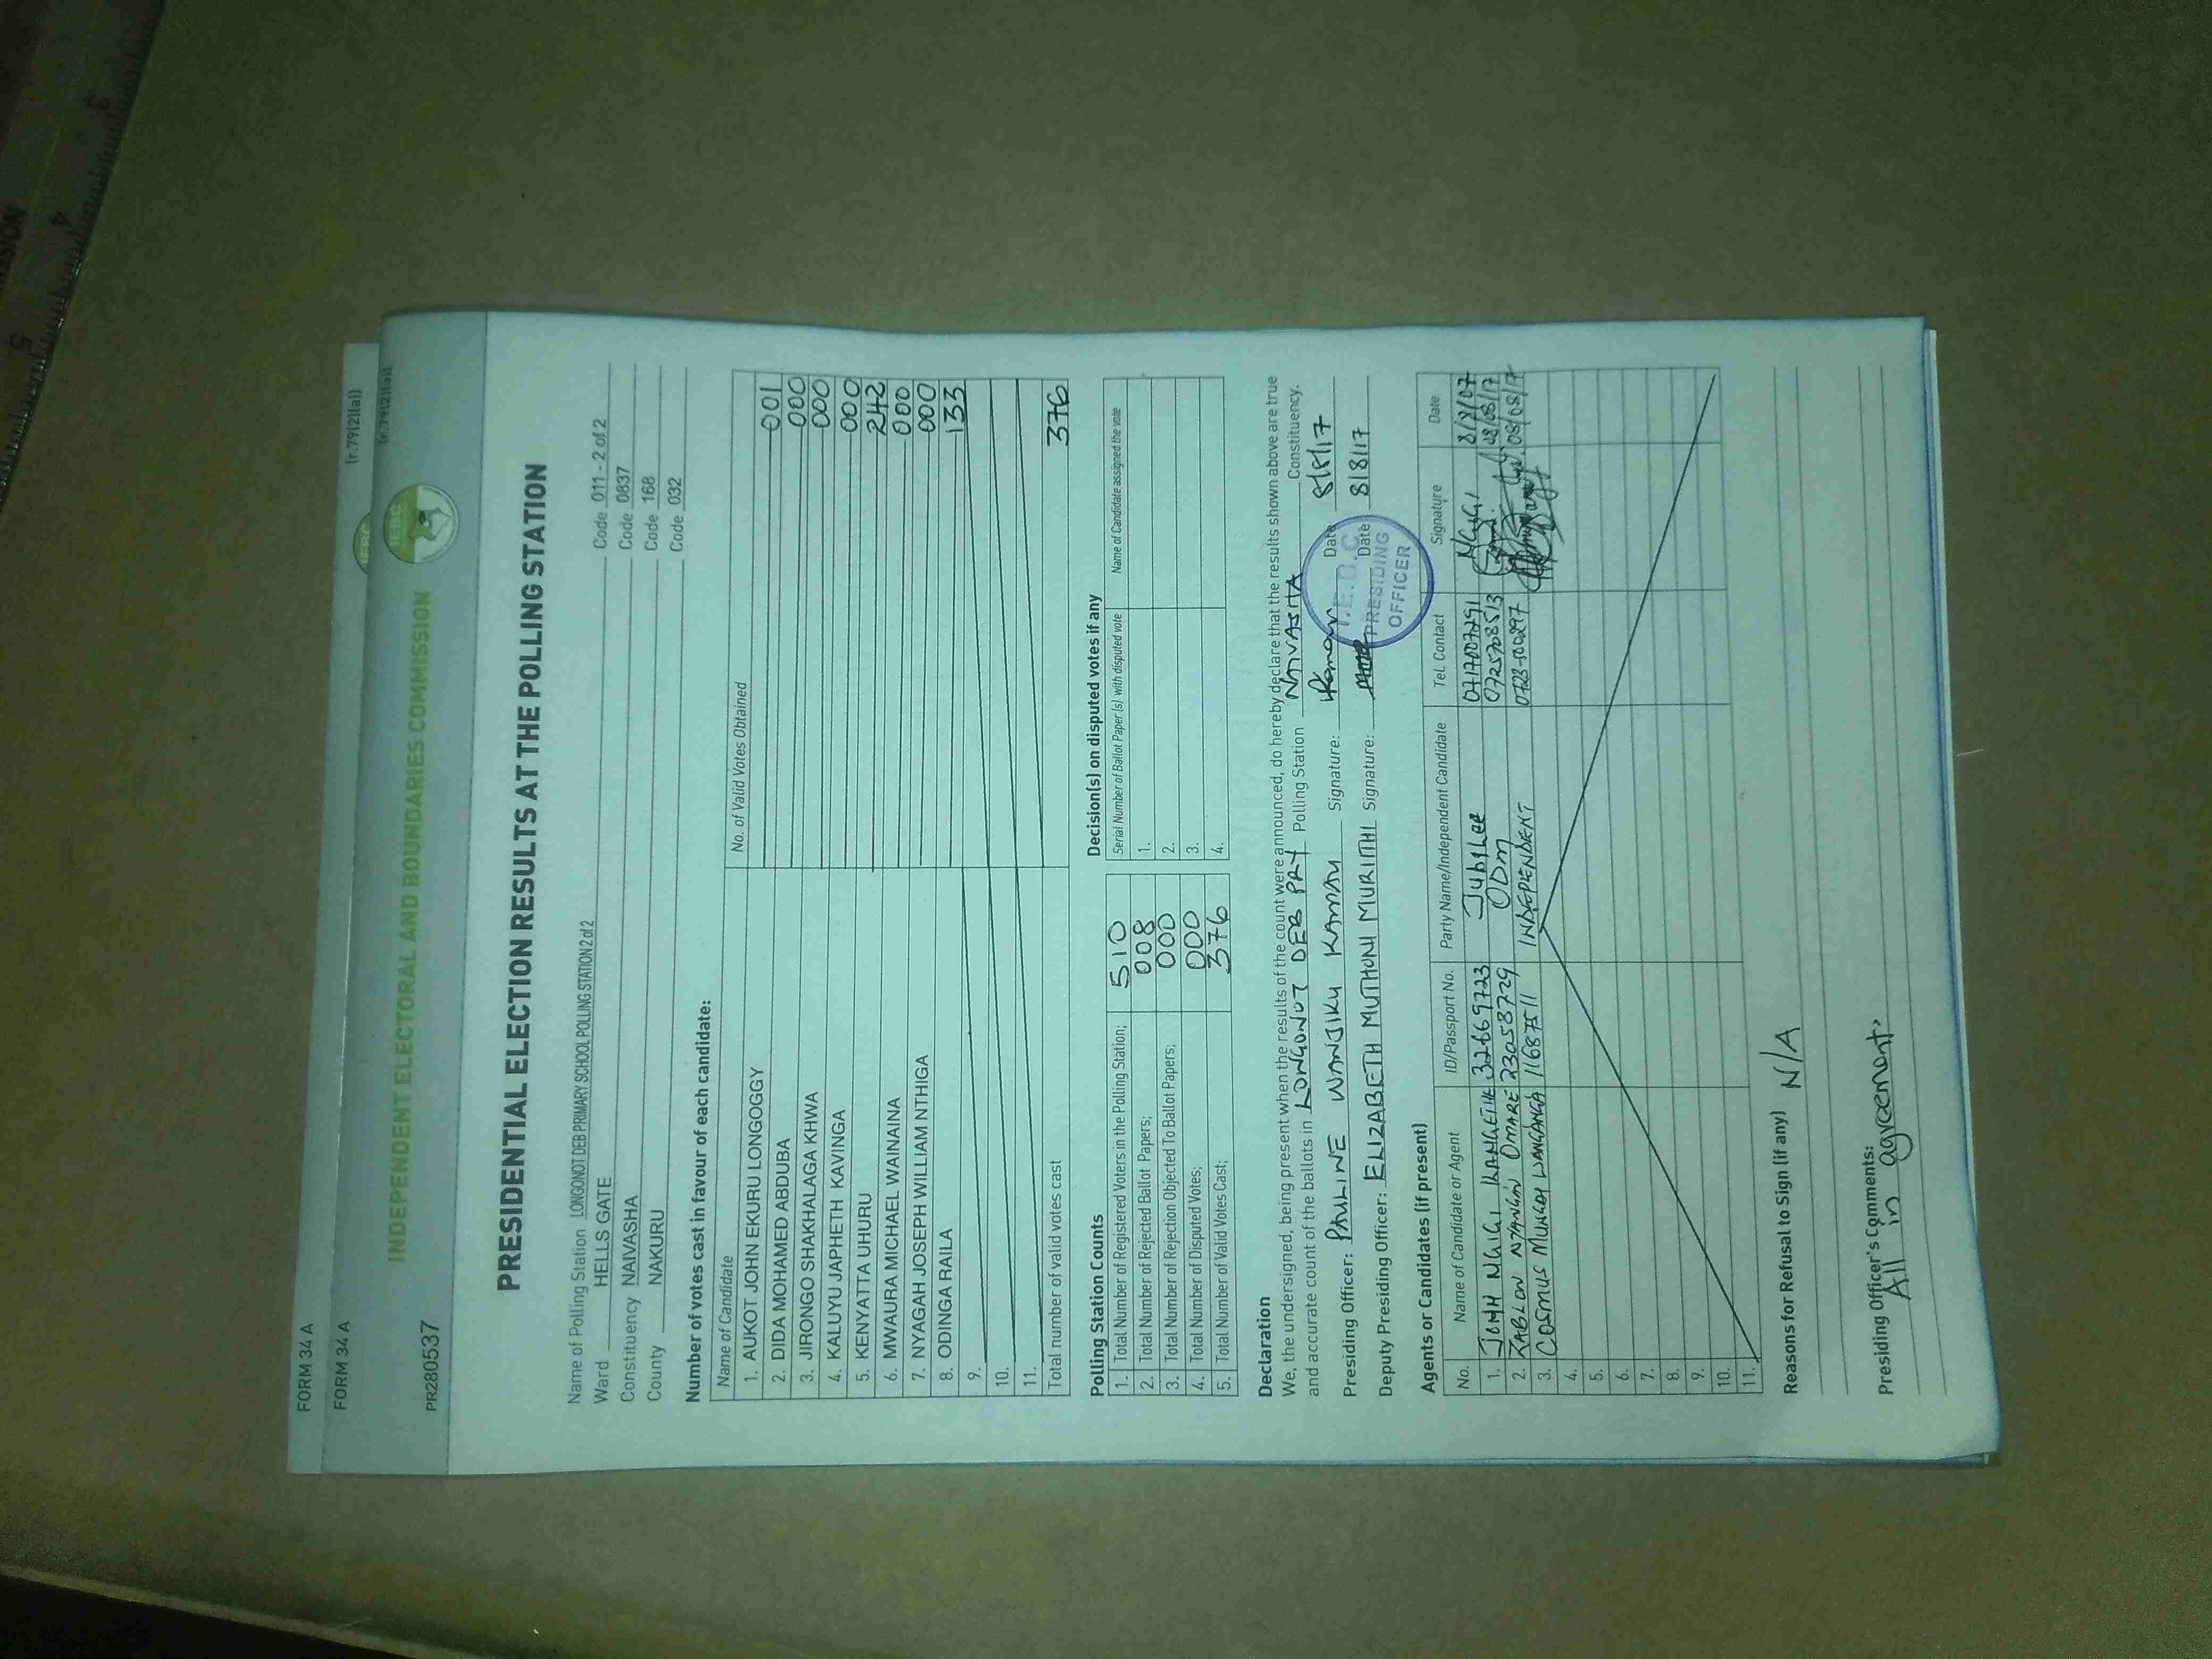 FORM 34 A
(r.79(2)(a))
FORM 34 A
(r.79(2)(a))
IEBC
INDEPENDENT ELECTORAL AND BOUNDARIES COMMISSION
IEBC
PR280537
PRESIDENTIAL ELECTION RESULTS AT THE POLLING STATION
Name of Polling Station LONGONOT DEB PRIMARY SCHOOL POLLING STATION 2 of 2 Code 011 - 2 of 2
Ward HELLS GATE Code 0837
Constituency NAIVASHA Code 168
County NAKURU Code 032
Number of votes cast in favour of each candidate:
Name of Candidate No. of Valid Votes Obtained
1. AUKOT JOHN EKURU LONGOGGY 001
2. DIDA MOHAMED ABDUBA 000
3. JIRONGO SHAKHALAGA KHWA 000
4. KALUYU JAPHETH KAVINGA 000
5. KENYATTA UHURU 242
6. MWAURA MICHAEL WAINAINA 000
7. NYAGAH JOSEPH WILLIAM NTHIGA 000
8. ODINGA RAILA 133
9.
10.
11.
Total number of valid votes cast 376
Polling Station Counts
1. Total Number of Registered Voters in the Polling Station; 510
2. Total Number of Rejected Ballot Papers; 008
3. Total Number of Rejection Objected To Ballot Papers; 000
4. Total Number of Disputed Votes; 000
5. Total Number of Valid Votes Cast; 376
Decision(s) on disputed votes if any
Serial Number of Ballot Paper (s) with disputed vote Name of Candidate assigned the vote
1.
2.
3.
4.
Declaration
We, the undersigned, being present when the results of the count were announced, do hereby declare that the results shown above are true
and accurate count of the ballots in LONGONOT DEB PRY Polling Station NAIVASHA Constituency.
Presiding Officer: PAULINE WANJIKU KAMAU Signature: Kamau Date 8/8/17
Deputy Presiding Officer: ELIZABETH MUTHONI MURIITHI Signature: Date 8/8/17
I.E.B.C
PRESIDING
OFFICER
Agents or Candidates (if present)
No. Name of Candidate or Agent ID/Passport No. Party Name/Independent Candidate Tel. Contact Signature Date
1. JOHN NGIGI KANGETHE 32669723 Jubilee 0717007291 NGIGI 8/8/07
2. ZABLON NYANGAU OMARE 23058729 ODM 0725708513 08/08/17
3. COSMUS MUNGAI WANGANGA 11687511 INDEPENDENT 0723-500297 08/08/17
4.
5.
6.
7.
8.
9.
10.
11.
Reasons for Refusal to Sign (if any) N/A
Presiding Officer's Comments:
All in agreement.